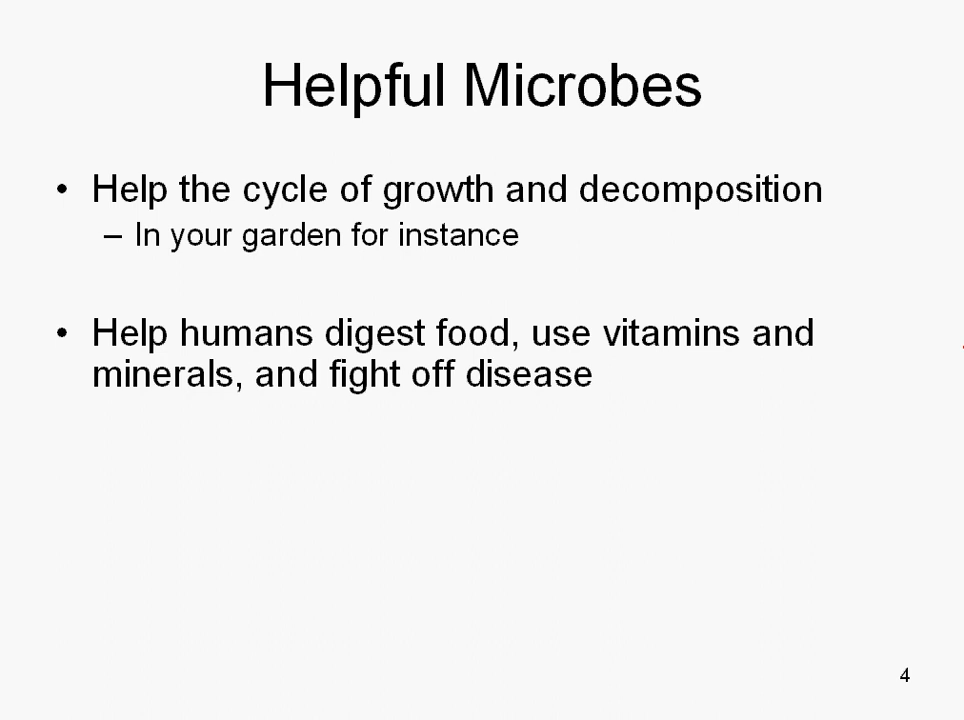 Helpful Microbes
• Help the cycle of growth and decomposition
– In your garden for instance
• Help humans digest food, use vitamins and
minerals, and fight off disease
4